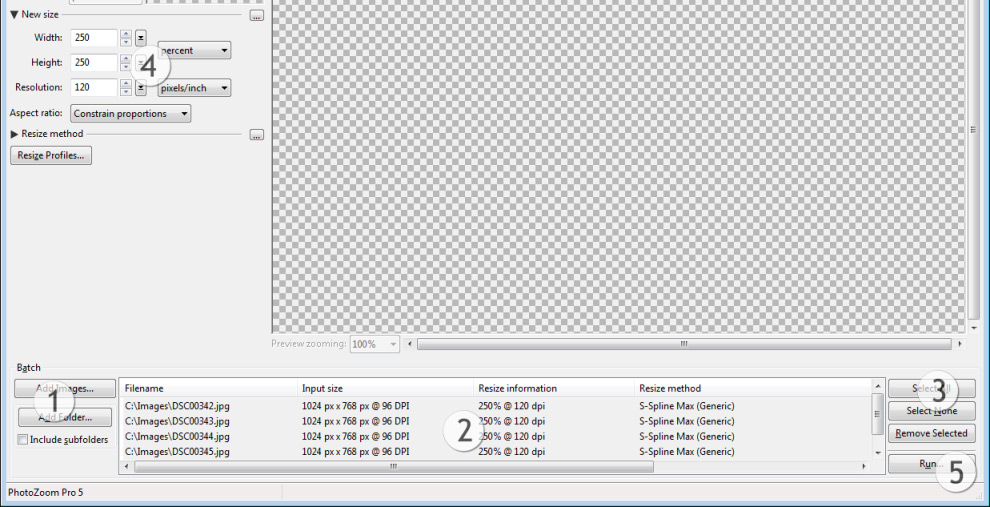 New size
Width: 250 percent
Height: 250
4
Resolution: 120 pixels/inch
Aspect ratio: Constrain proportions
Resize method
Resize Profiles...
Preview zooming: 100%
Batch
Add Images...
1
Add Folder...
Include subfolders
Filename Input size Resize information Resize method
C:\Images\DSC00342.jpg 1024 px x 768 px @ 96 DPI 250% @ 120 dpi S-Spline Max (Generic)
C:\Images\DSC00343.jpg 1024 px x 768 px @ 96 DPI 250% @ 120 dpi S-Spline Max (Generic)
2
C:\Images\DSC00344.jpg 1024 px x 768 px @ 96 DPI 250% @ 120 dpi S-Spline Max (Generic)
C:\Images\DSC00345.jpg 1024 px x 768 px @ 96 DPI 250% @ 120 dpi S-Spline Max (Generic)
Select All
3
Select None
Remove Selected
Run...
5
PhotoZoom Pro 5